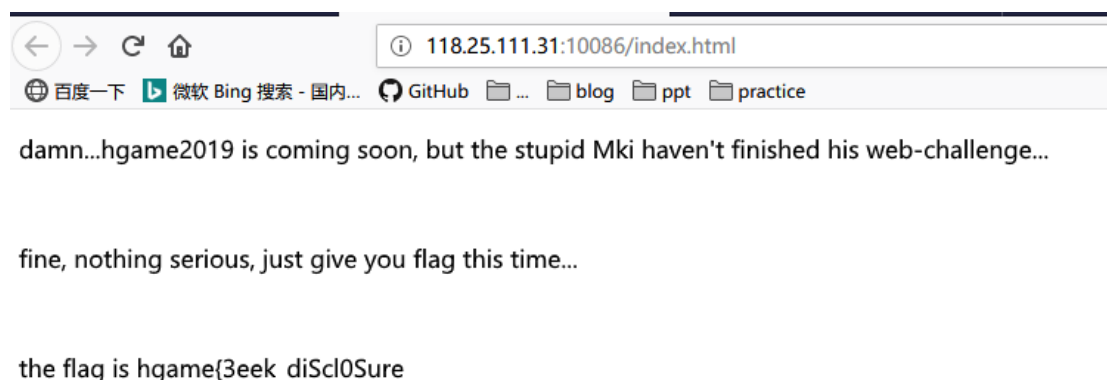 118.25.111.31:10086/index.html
百度一下 微软 Bing 搜索 - 国内... GitHub ... blog ppt practice
damn...hgame2019 is coming soon, but the stupid Mki haven't finished his web-challenge...
fine, nothing serious, just give you flag this time...
the flag is hgame{3eek_diScl0Sure